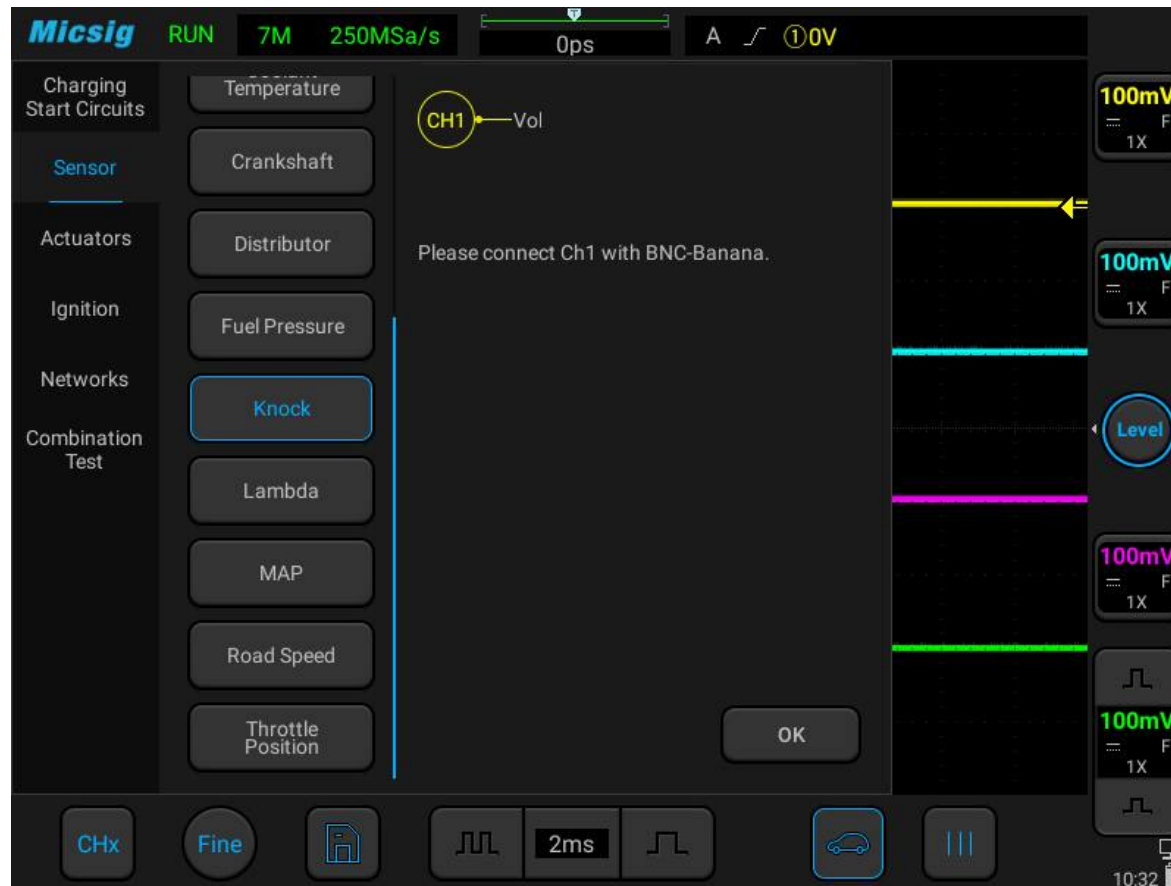 Micsig RUN 7M 250MSa/s 0ps A ①0V
Charging
Start Circuits
Sensor
Actuators
Ignition
Networks
Combination
Test
Temperature
Crankshaft
Distributor
Fuel Pressure
Knock
Lambda
MAP
Road Speed
Throttle
Position
CH1 Vol
Please connect Ch1 with BNC-Banana.
OK
100mV
F
1X
100mV
F
1X
Level
100mV
F
1X
100mV
F
1X
CHx
Fine
2ms
10:32